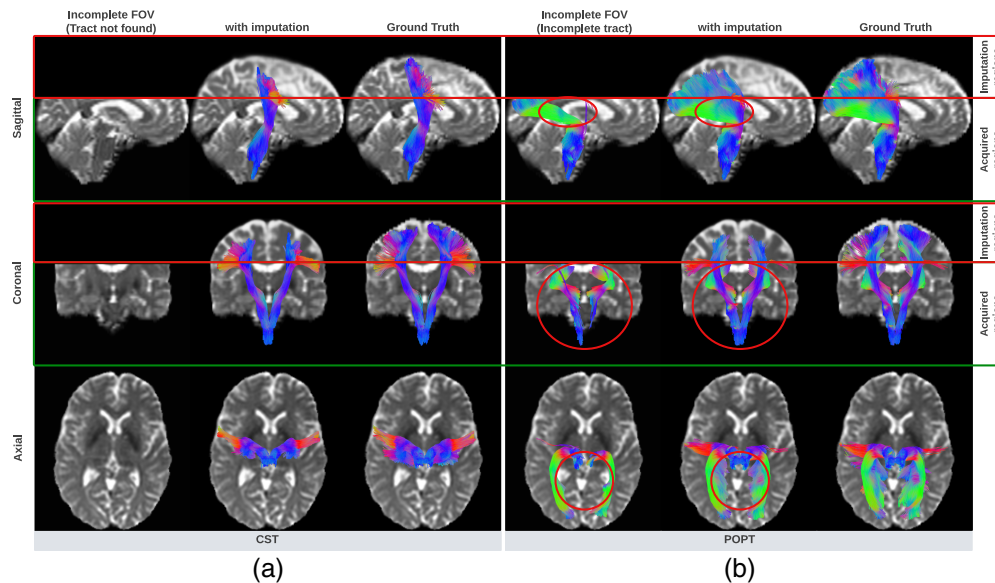 Incomplete FOV
(Tract not found)
with imputation
Ground Truth
Incomplete FOV
(Incomplete tract)
with imputation
Ground Truth
Sagittal
Imputation
Acquired
Coronal
Imputation
Acquired
Axial
CST
POPT
(a)
(b)